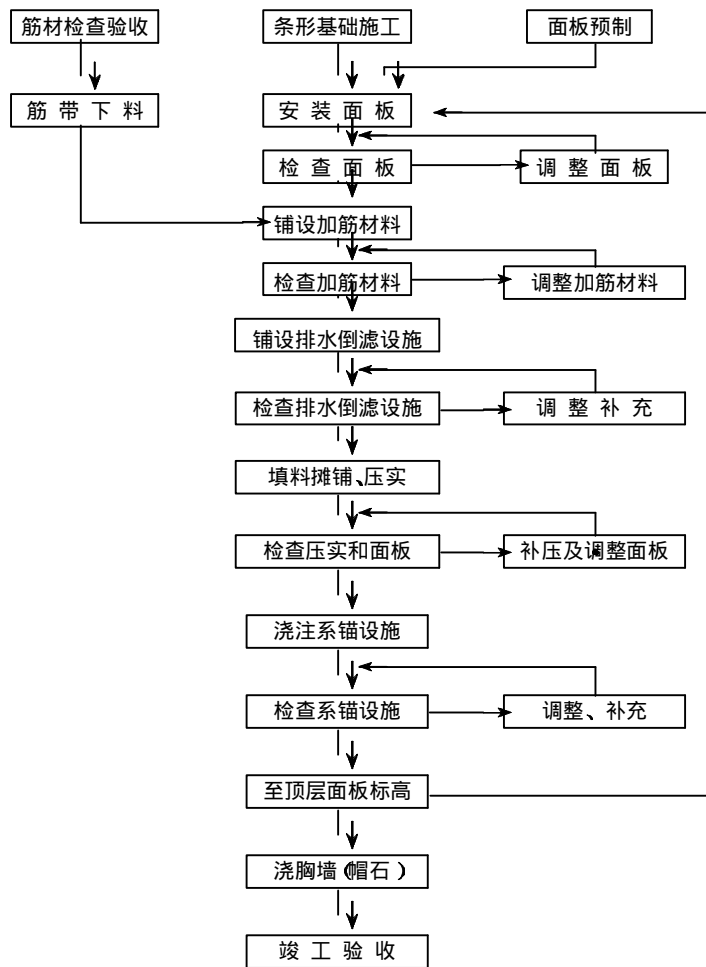 筋材检查验收
条形基础施工
面板预制
筋 带 下 料
安 装 面 板
检 查 面 板
调 整 面 板
铺设加筋材料
检查加筋材料
调整加筋材料
铺设排水倒滤设施
检查排水倒滤设施
调 整 补 充
填料摊铺、压实
检查压实和面板
补压及调整面板
浇注系锚设施
检查系锚设施
调整、补充
至顶层面板标高
浇胸墙(帽石)
竣 工 验 收